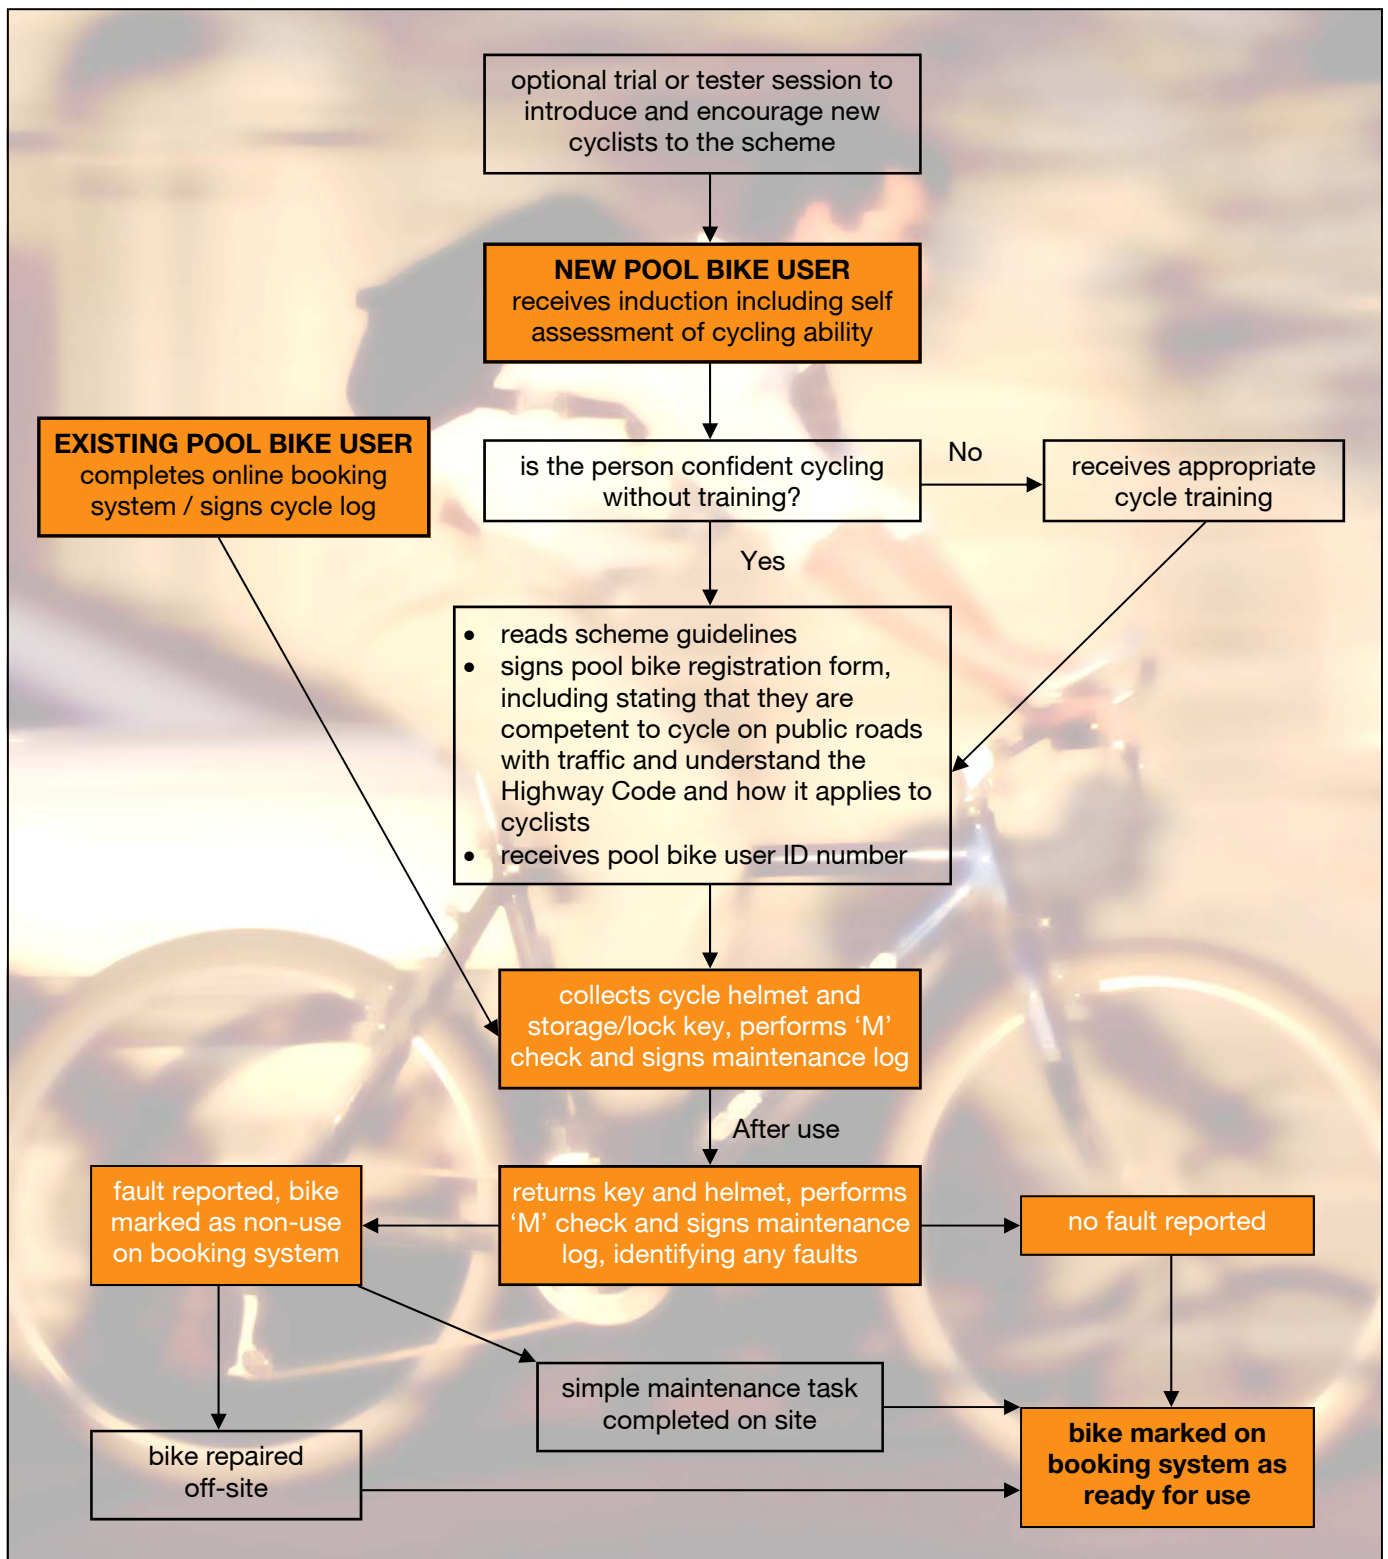 optional trial or tester session to
introduce and encourage new
cyclists to the scheme
NEW POOL BIKE USER
receives induction including self
assessment of cycling ability
EXISTING POOL BIKE USER
completes online booking
system / signs cycle log
is the person confident cycling
without training?
No
receives appropriate
cycle training
Yes
• reads scheme guidelines
• signs pool bike registration form,
including stating that they are
competent to cycle on public roads
with traffic and understand the
Highway Code and how it applies to
cyclists
• receives pool bike user ID number
collects cycle helmet and
storage/lock key, performs ‘M’
check and signs maintenance log
After use
fault reported, bike
marked as non-use
on booking system
returns key and helmet, performs
‘M’ check and signs maintenance
log, identifying any faults
no fault reported
simple maintenance task
completed on site
bike repaired
off-site
bike marked on
booking system as
ready for use